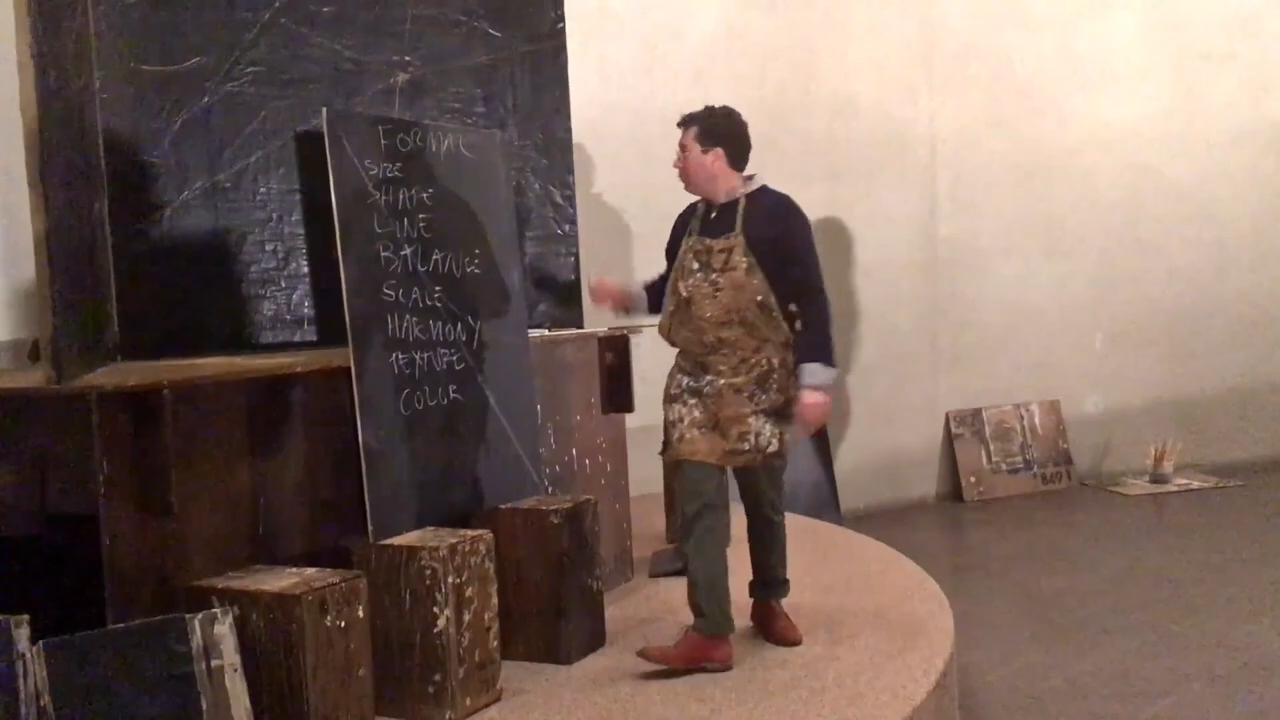 FORMAL
SIZE
SHAPE
LINE
BALANCE
SCALE
HARMONY
TEXTURE
COLOR